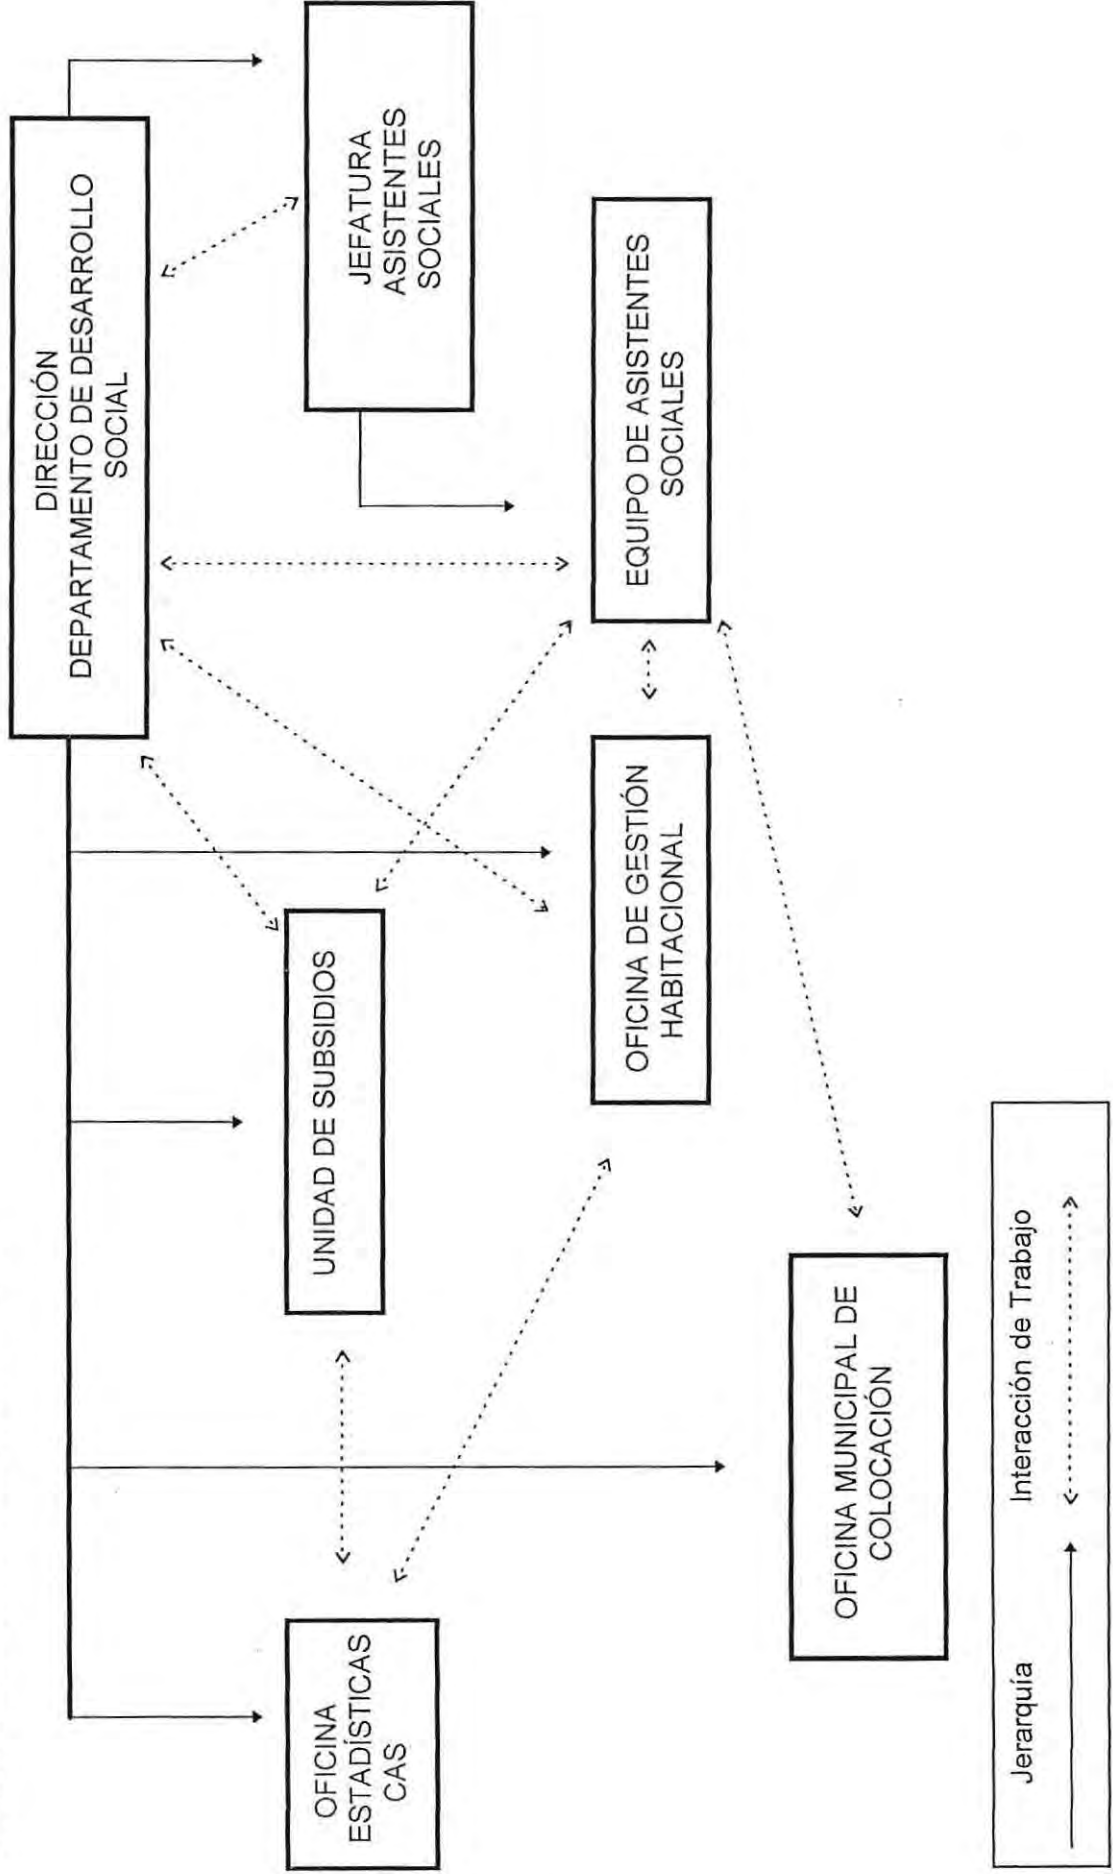 DIRECCIÓN
DEPARTAMENTO DE DESARROLLO
SOCIAL
OFICINA
ESTADÍSTICAS
CAS
UNIDAD DE SUBSIDIOS
JEFATURA
ASISTENTES
SOCIALES
OFICINA DE GESTIÓN
HABITACIONAL
EQUIPO DE ASISTENTES
SOCIALES
OFICINA MUNICIPAL DE
COLOCACIÓN
Jerarquía
Interacción de Trabajo